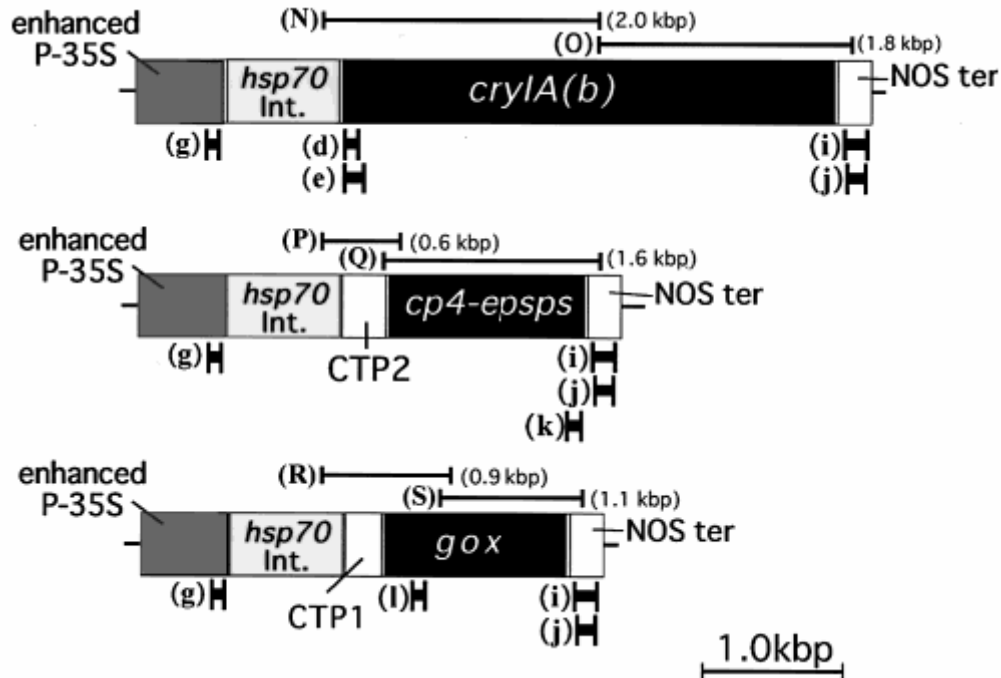 enhanced
P-35S
(N) (2.0 kbp)
(O) (1.8 kbp)
hsp70
Int.
cryIA(b)
NOS ter
(g) (d) (i)
(e) (j)
enhanced
P-35S
(P) (0.6 kbp)
(Q) (1.6 kbp)
hsp70
Int.
cp4-epsps
NOS ter
(g) CTP2 (i)
(j)
(k)
enhanced
P-35S
(R) (0.9 kbp)
(S) (1.1 kbp)
hsp70
Int.
gox
NOS ter
(g) CTP1 (l) (i)
(j)
1.0kbp